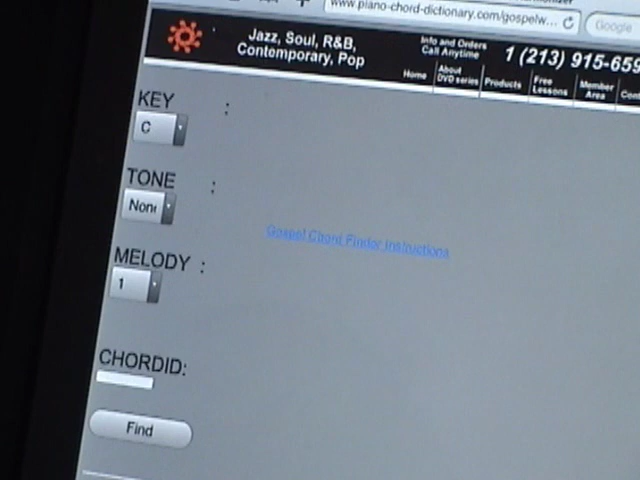 www.piano-chord-dictionary.com/gospelw...
Google
Jazz, Soul, R&B,
Contemporary, Pop
Info and Orders
Call Anytime
1 (213) 915-659
Home
About
DVD series
Products
Free
Lessons
Member
Area
KEY :
C
TONE :
Non
MELODY :
1
Gospel Chord Finder Instructions
CHORDID:
Find